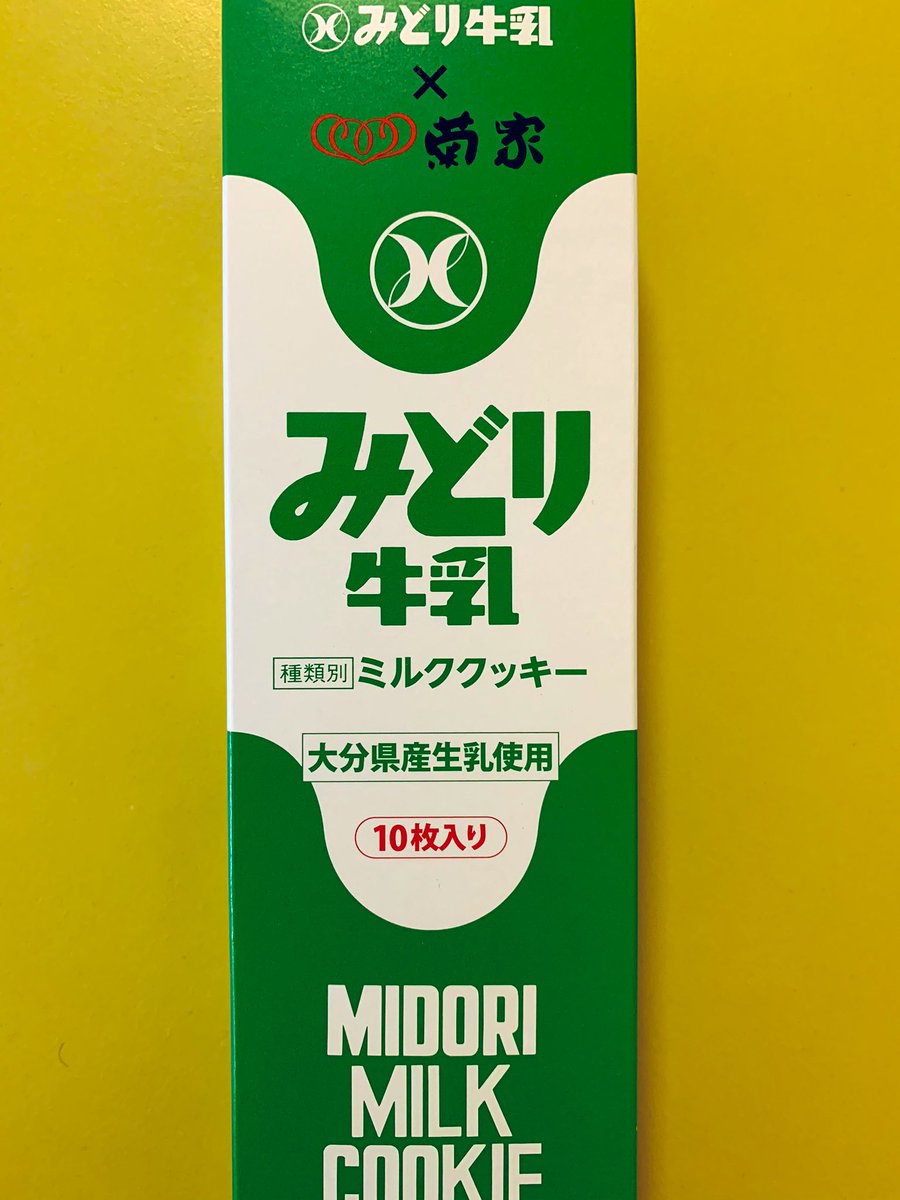 みどり牛乳
×
菊家
みどり
牛乳
種類別 ミルククッキー
大分県産生乳使用
10枚入り
MIDORI
MILK
COOKIE